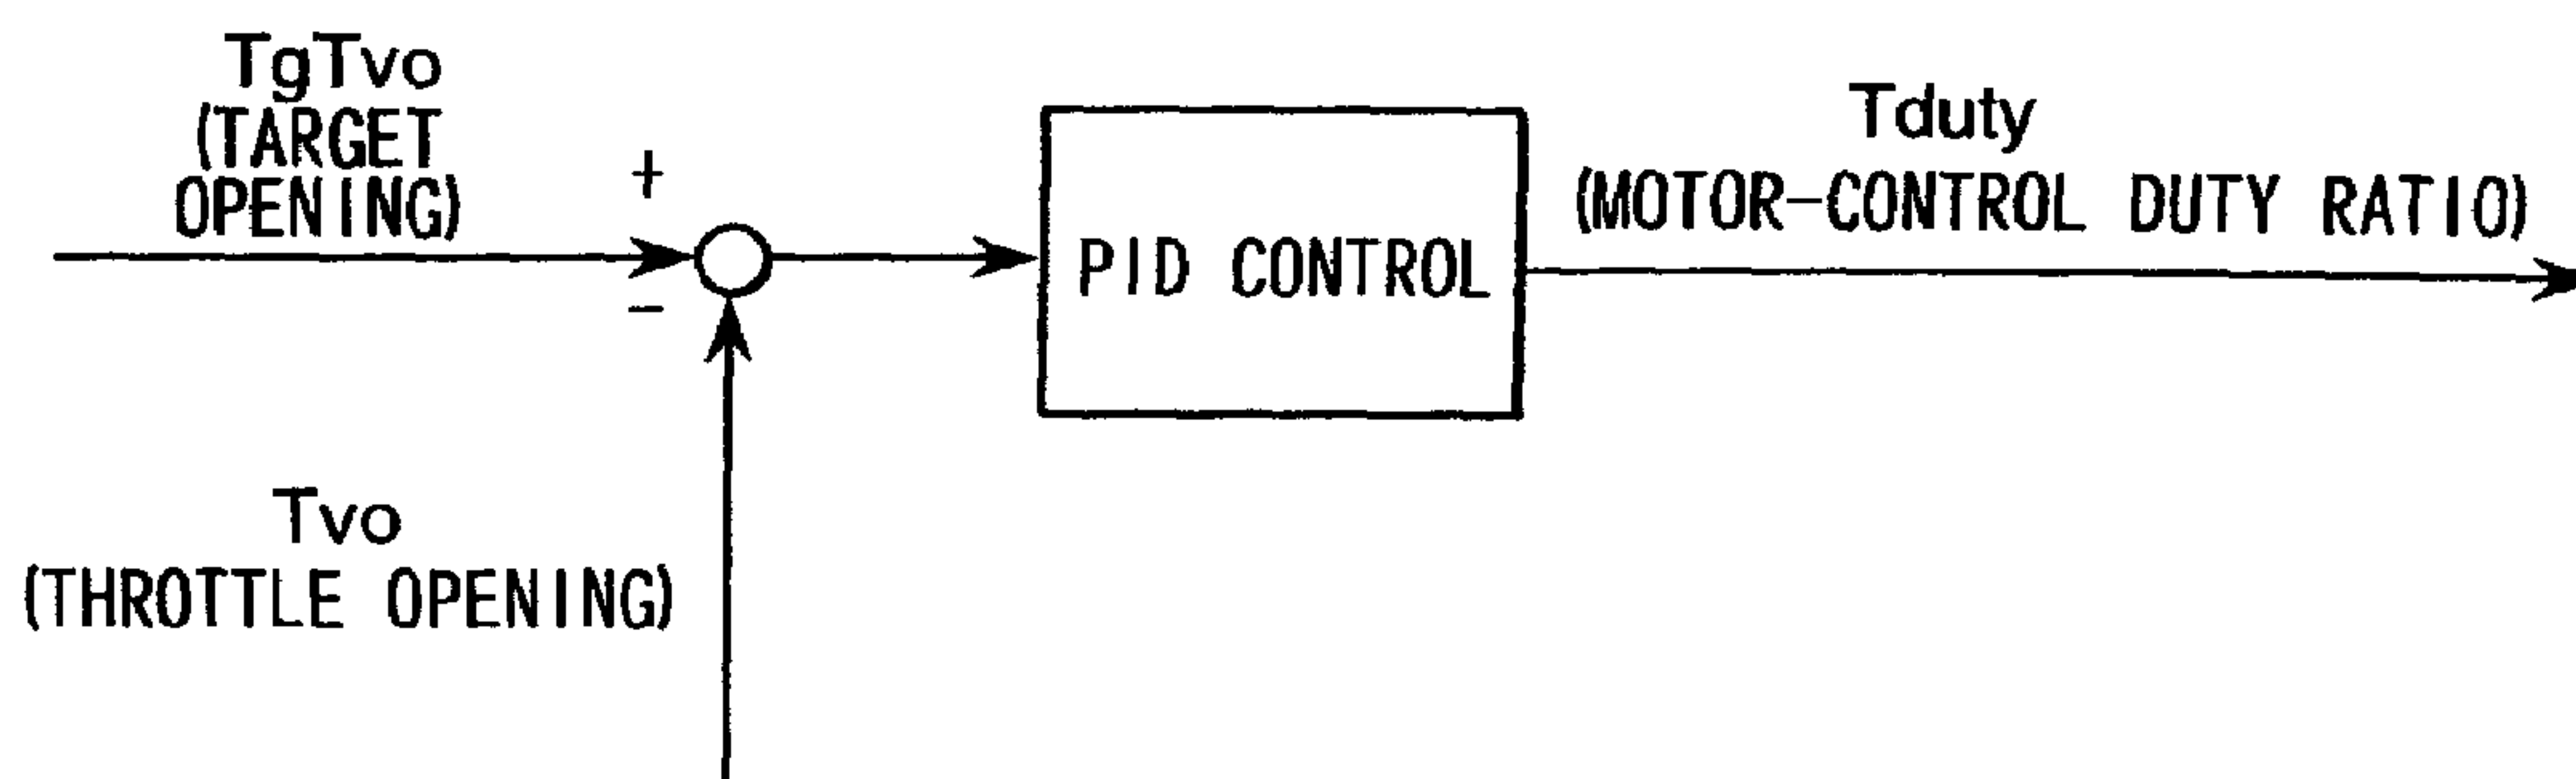 TgTvo
(TARGET
OPENING)
+
−
PID CONTROL
Tduty
(MOTOR-CONTROL DUTY RATIO)
Tvo
(THROTTLE OPENING)